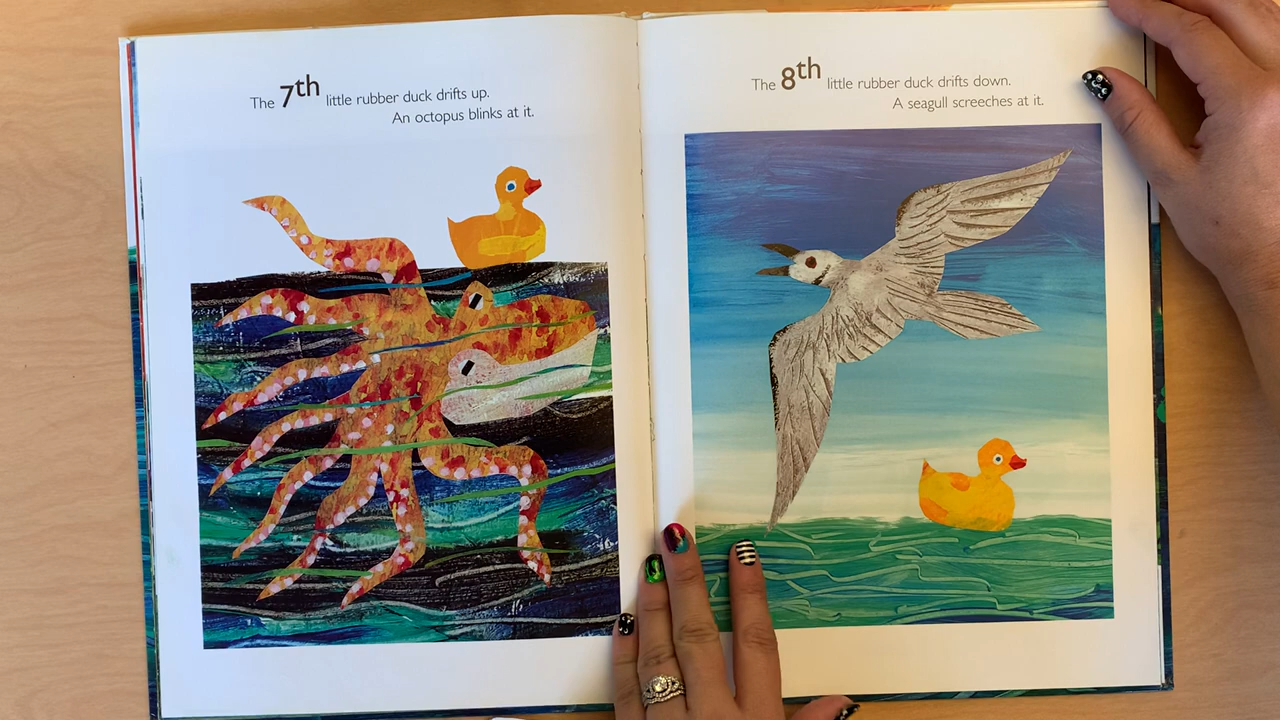 The 7th little rubber duck drifts up.
An octopus blinks at it.
The 8th little rubber duck drifts down.
A seagull screeches at it.